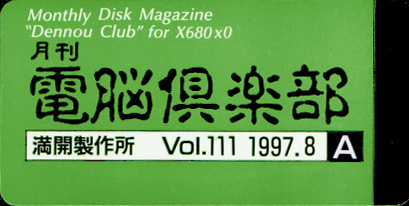 Monthly Disk Magazine
"Dennou Club" for X680x0
月刊
電脳倶楽部
満開製作所 Vol.111 1997.8 A